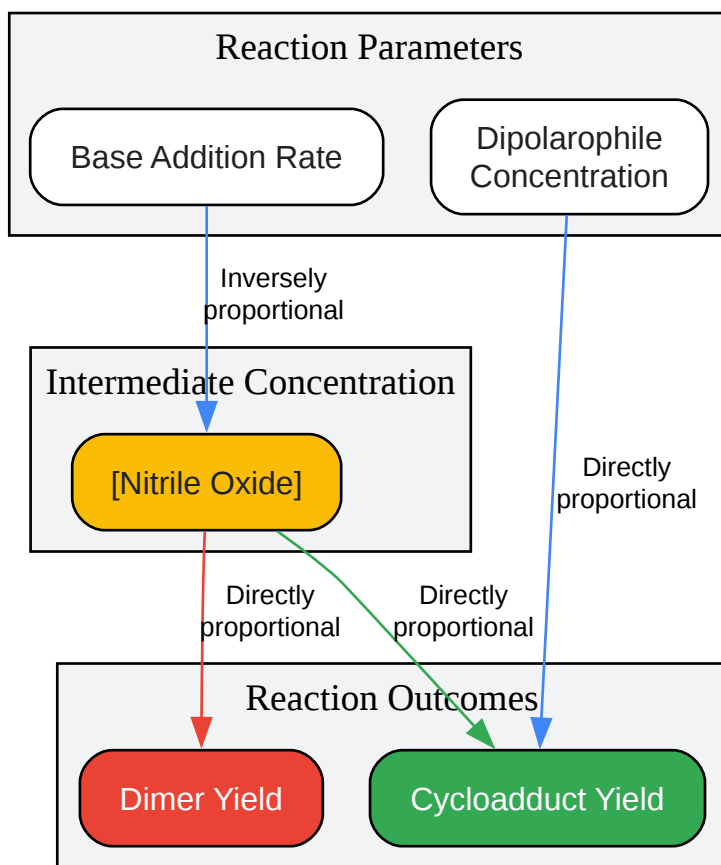 Reaction Parameters
Base Addition Rate
Dipolarophile
Concentration
Inversely
proportional
Intermediate Concentration
[Nitrile Oxide]
Directly
proportional
Directly
proportional
Directly
proportional
Reaction Outcomes
Dimer Yield
Cycloadduct Yield